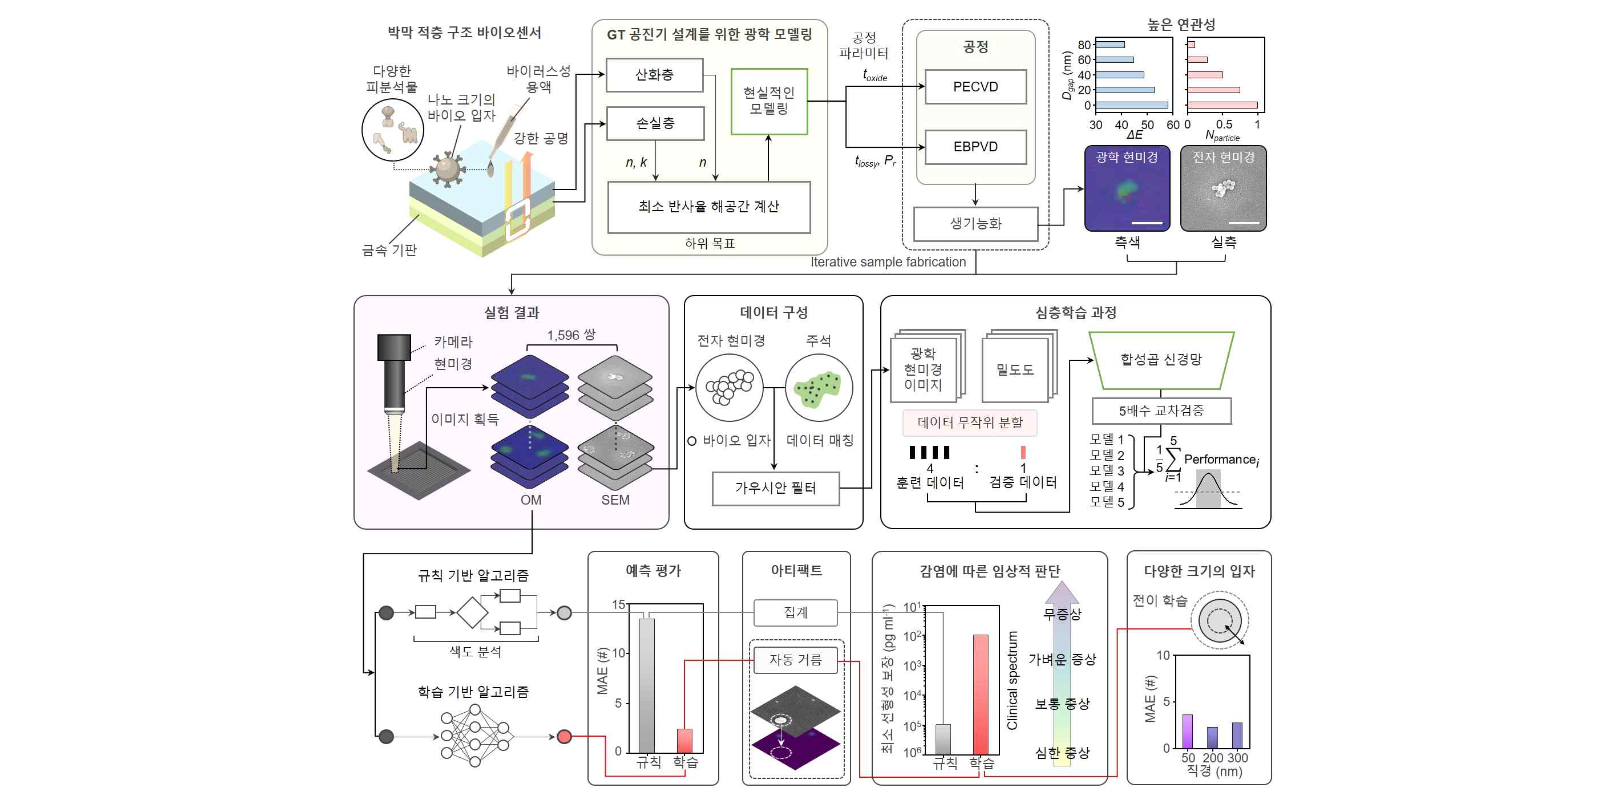 박막 적층 구조 바이오센서
다양한
피분석물
나노 크기의
바이오 입자
바이러스성
용액
강한 공명
금속 기판
GT 공진기 설계를 위한 광학 모델링
산화층
손실층
현실적인
모델링
n, k
n
최소 반사율 해공간 계산
하위 목표
공정
파라미터
t_oxide
t_lossy, P_r
공정
PECVD
EBPVD
생기능화
Iterative sample fabrication
높은 연관성
D_gap (nm)
80
60
40
20
0
30 40 50 60
ΔE
0 0.5 1
N_particle
광학 현미경
전자 현미경
측색
실측
실험 결과
카메라
현미경
이미지 획득
1,596 쌍
OM
SEM
데이터 구성
전자 현미경
주석
바이오 입자
데이터 매칭
가우시안 필터
심층학습 과정
광학
현미경
이미지
밀도도
데이터 무작위 분할
4 : 1
훈련 데이터
검증 데이터
합성곱 신경망
5배수 교차검증
모델 1
모델 2
모델 3
모델 4
모델 5
1/5 5∑i=1 Performance_i
규칙 기반 알고리즘
색도 분석
학습 기반 알고리즘
예측 평가
MAE (#)
15
10
5
0
규칙 학습
아티팩트
집계
자동 거름
감염에 따른 임상적 판단
최소 선형성 보장 (pg ml⁻¹)
10¹
10²
10³
10⁴
10⁵
10⁶
규칙 학습
Clinical spectrum
무증상
가벼운 증상
보통 증상
심한 증상
다양한 크기의 입자
전이 학습
MAE (#)
10
5
0
50 200 300
직경 (nm)